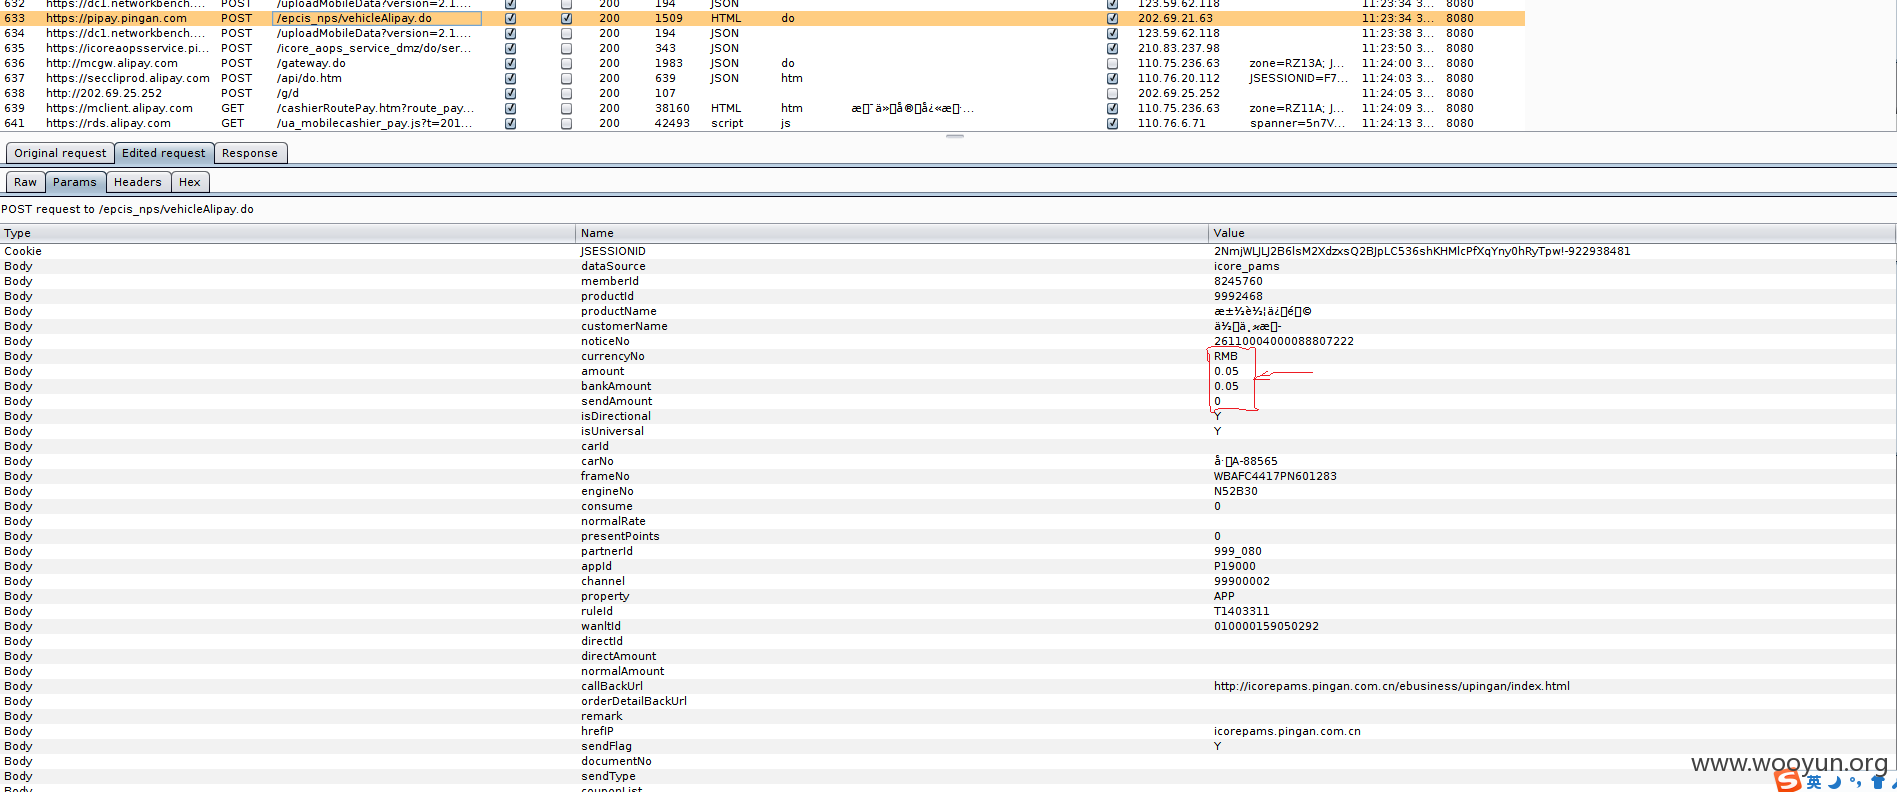 632 https://dc1.networkbench.... POST /uploadMobileData?version=2.1.... 200 194 JSON 123.59.62.118 11:23:34 3... 8080
633 https://pipay.pingan.com POST /epcis_nps/vehicleAlipay.do 200 1509 HTML do 202.69.21.63 11:23:34 3... 8080
634 https://dc1.networkbench.... POST /uploadMobileData?version=2.1.... 200 194 JSON 123.59.62.118 11:23:38 3... 8080
635 https://icoreaopsservice.pi... POST /icore_aops_service_dmz/do/ser... 200 343 JSON 210.83.237.98 11:23:50 3... 8080
636 http://mcgw.alipay.com POST /gateway.do 200 1983 JSON do 110.75.236.63 zone=RZ13A; J... 11:24:00 3... 8080
637 https://seccliprod.alipay.com POST /api/do.htm 200 639 JSON htm 110.76.20.112 JSESSIONID=F7... 11:24:03 3... 8080
638 http://202.69.25.252 POST /g/d 200 107 202.69.25.252 11:24:05 3... 8080
639 https://mclient.alipay.com GET /cashierRoutePay.htm?route_pay... 200 38160 HTML htm 110.75.236.63 zone=RZ11A; J... 11:24:09 3... 8080
641 https://rds.alipay.com GET /ua_mobilecashier_pay.js?t=201... 200 42493 script js 110.76.6.71 spanner=5n7V... 11:24:13 3... 8080
Original request Edited request Response
Raw Params Headers Hex
POST request to /epcis_nps/vehicleAlipay.do
Type Name Value
Cookie JSESSIONID 2NmjWLJLJ2B6lsM2XdzxsQ2BJpLC536shKHMlcPfXqYny0hRyTpw!-922938481
Body dataSource icore_pams
Body memberId 8245760
Body productId 9992468
Body productName
Body customerName
Body noticeNo 26110004000088807222
Body currencyNo RMB
Body amount 0.05
Body bankAmount 0.05
Body sendAmount 0
Body isDirectional Y
Body isUniversal Y
Body carId
Body carNo A-88565
Body frameNo WBAFC4417PN601283
Body engineNo N52B30
Body consume 0
Body normalRate
Body presentPoints 0
Body partnerId 999_080
Body appId P19000
Body channel 99900002
Body property APP
Body ruleId T1403311
Body wanltId 010000159050292
Body directId
Body directAmount
Body normalAmount
Body callBackUrl http://icorepams.pingan.com.cn/ebusiness/upingan/index.html
Body orderDetailBackUrl
Body remark
Body hrefIP icorepams.pingan.com.cn
Body sendFlag Y
Body documentNo
Body sendType
Body couponList
www.wooyun.org
英